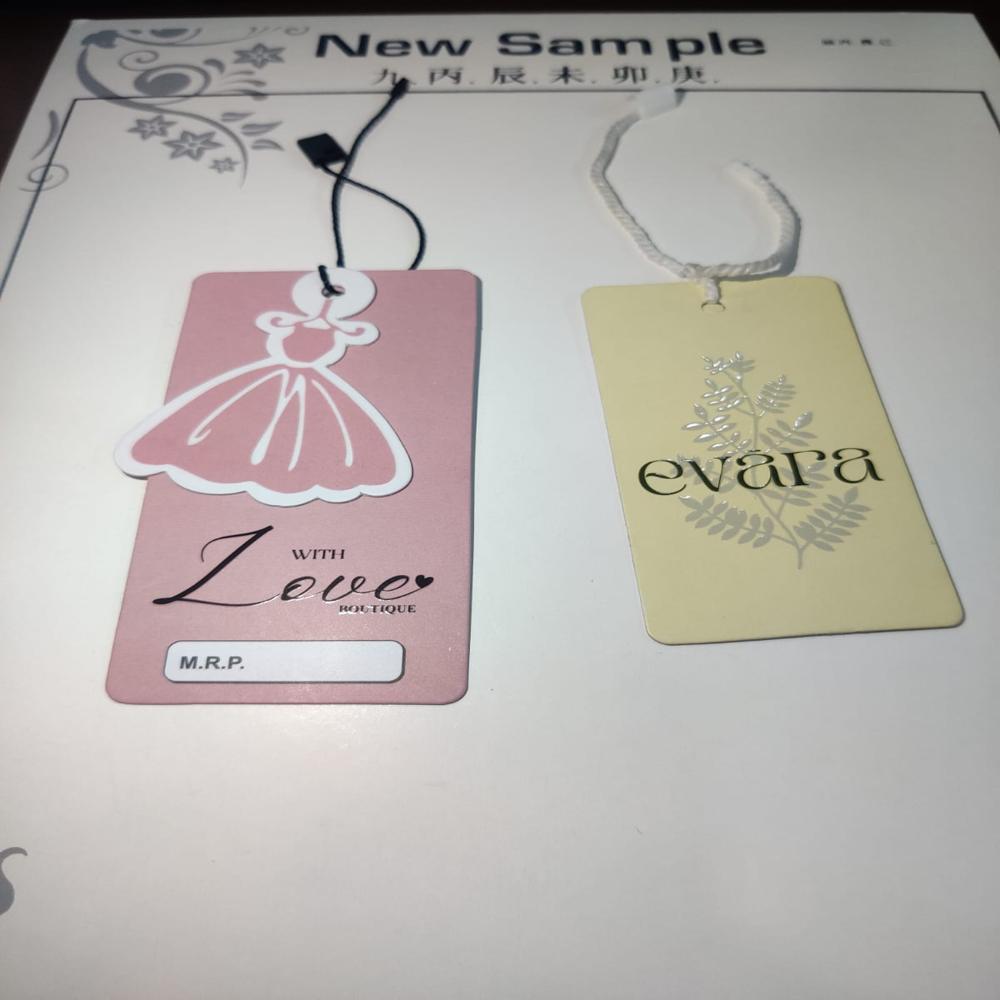 New Sample
九.丙.辰.未.卯.庚.
WITH
Love
BOUTIQUE
M.R.P.
evara